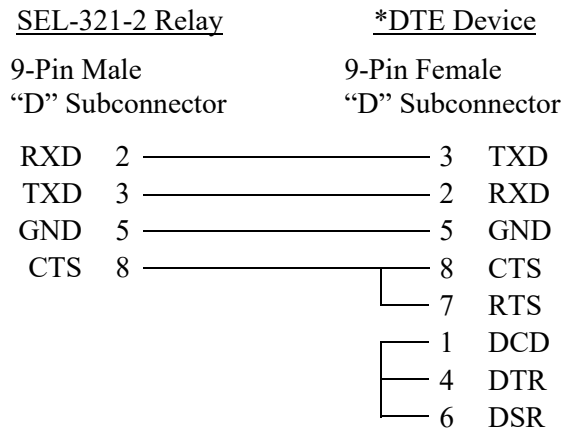 SEL-321-2 Relay *DTE Device
9-Pin Male 9-Pin Female
“D” Subconnector “D” Subconnector
RXD 2 3 TXD
TXD 3 2 RXD
GND 5 5 GND
CTS 8 8 CTS
7 RTS
1 DCD
4 DTR
6 DSR